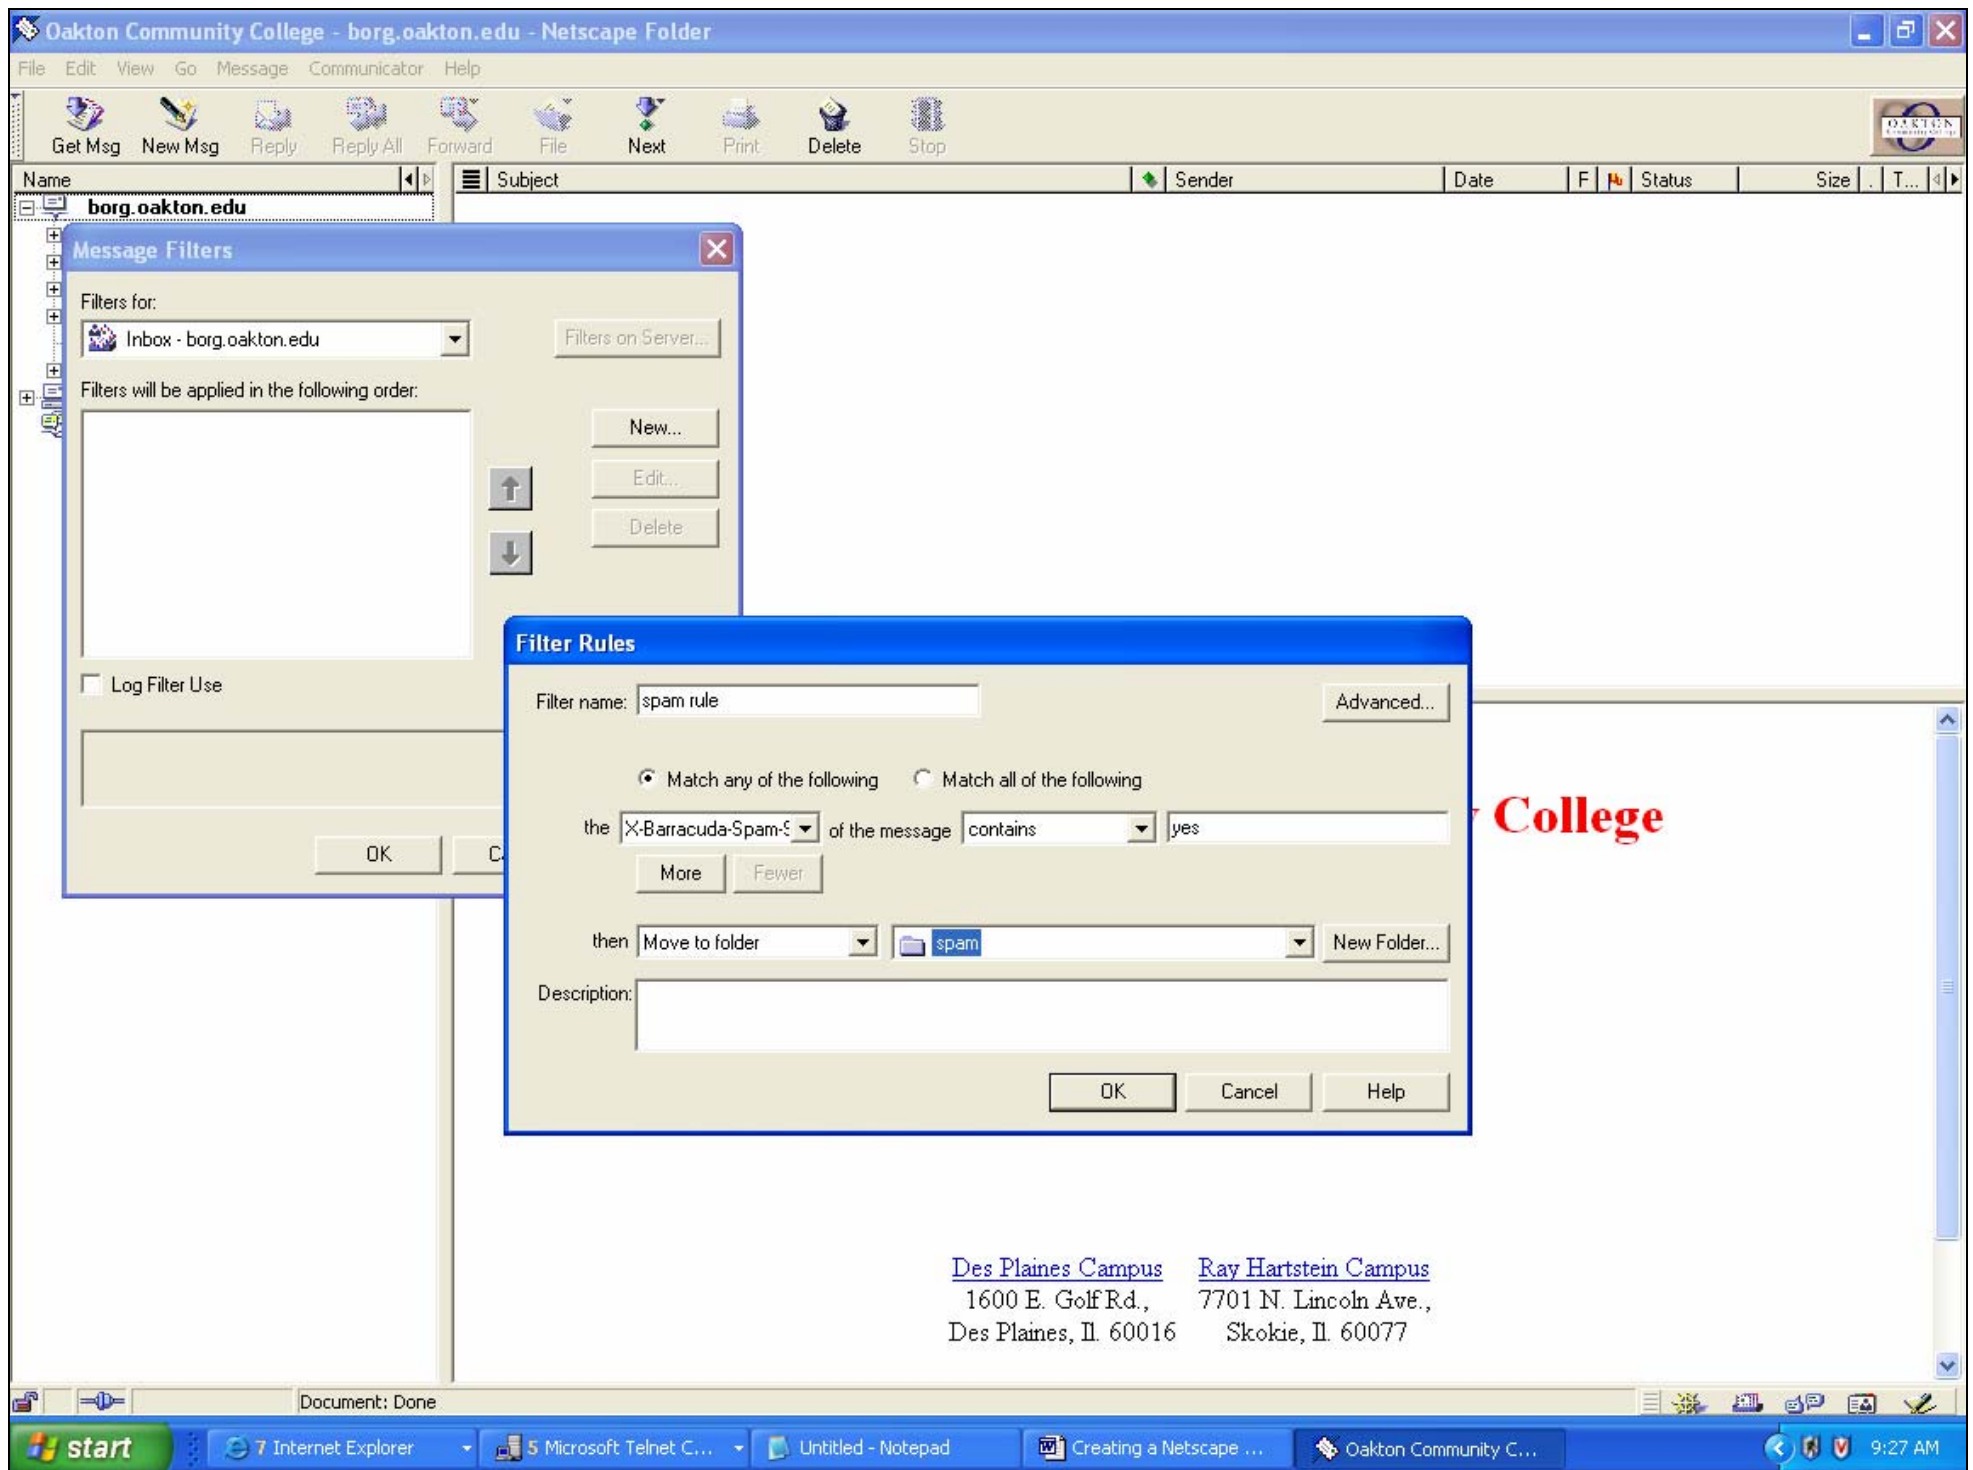 Oakton Community College - borg.oakton.edu - Netscape Folder
File Edit View Go Message Communicator Help
Get Msg New Msg Reply Reply All Forward File Next Print Delete Stop
OAKTON
Name Subject Sender Date F Status Size . T...
borg.oakton.edu
Message Filters
Filters for:
Inbox - borg.oakton.edu Filters on Server...
Filters will be applied in the following order:
New...
Edit...
Delete
Log Filter Use
OK
Filter Rules
Filter name: spam rule Advanced...
Match any of the following Match all of the following
the X-Barracuda-Spam-S of the message contains yes
More Fewer
then Move to folder spam New Folder...
Description:
OK Cancel Help
College
Des Plaines Campus Ray Hartstein Campus
1600 E. Golf Rd., 7701 N. Lincoln Ave.,
Des Plaines, Il. 60016 Skokie, Il. 60077
Document: Done
start 7 Internet Explorer 5 Microsoft Telnet C... Untitled - Notepad Creating a Netscape ... Oakton Community C... 9:27 AM